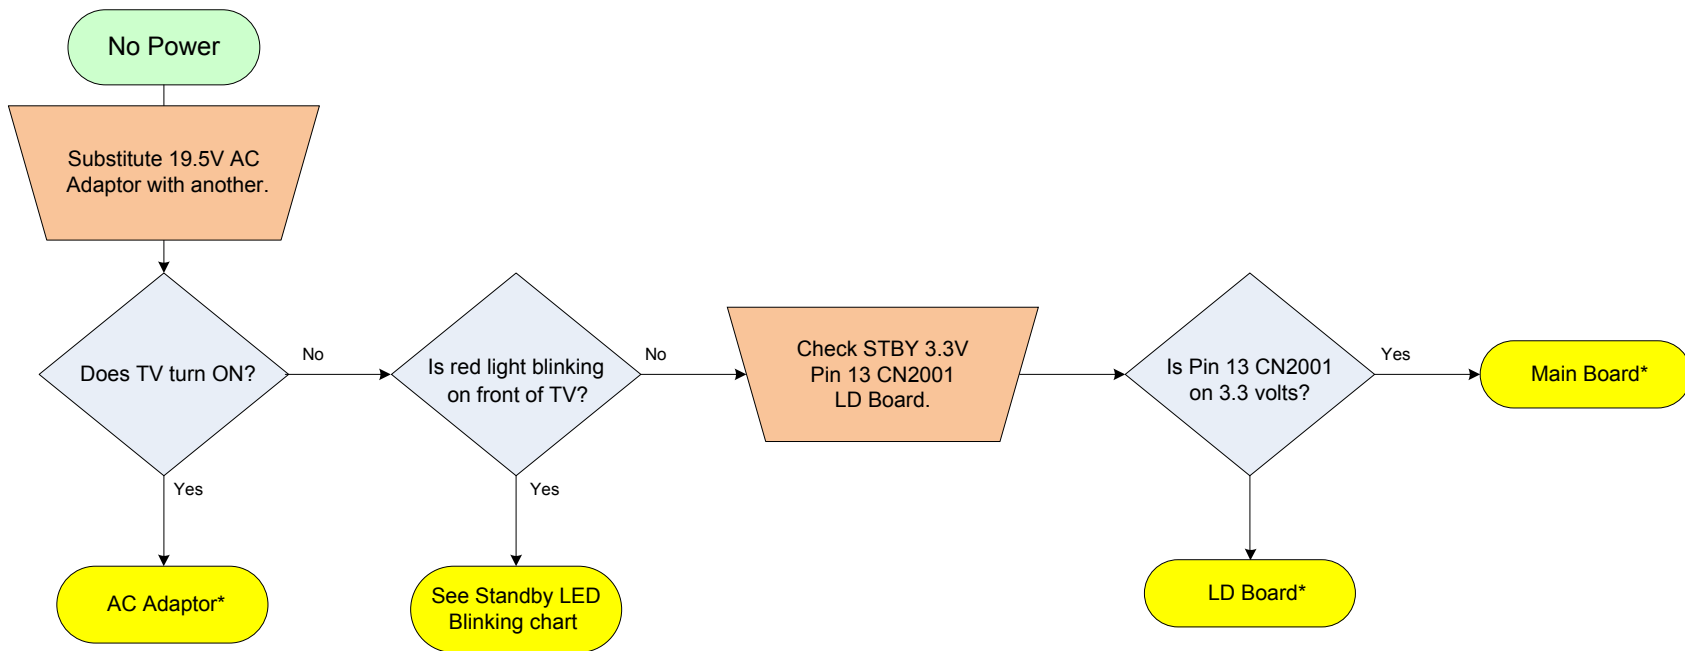 No Power
Substitute 19.5V AC
Adaptor with another.
Does TV turn ON?
No
Yes
AC Adaptor*
Is red light blinking
on front of TV?
No
Yes
See Standby LED
Blinking chart
Check STBY 3.3V
Pin 13 CN2001
LD Board.
Is Pin 13 CN2001
on 3.3 volts?
Yes
Main Board*
LD Board*